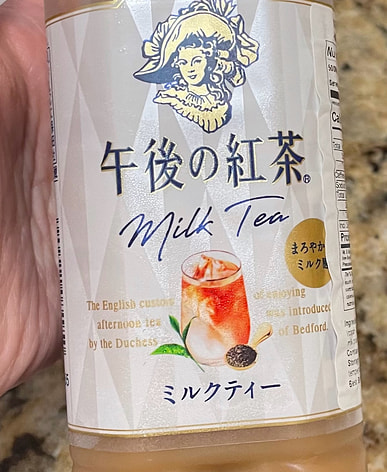 午後の紅茶®
Milk Tea
まろやか
ミルク
The English custom of enjoying
afternoon tea was introduced
by the Duchess of Bedford.
ミルクティー